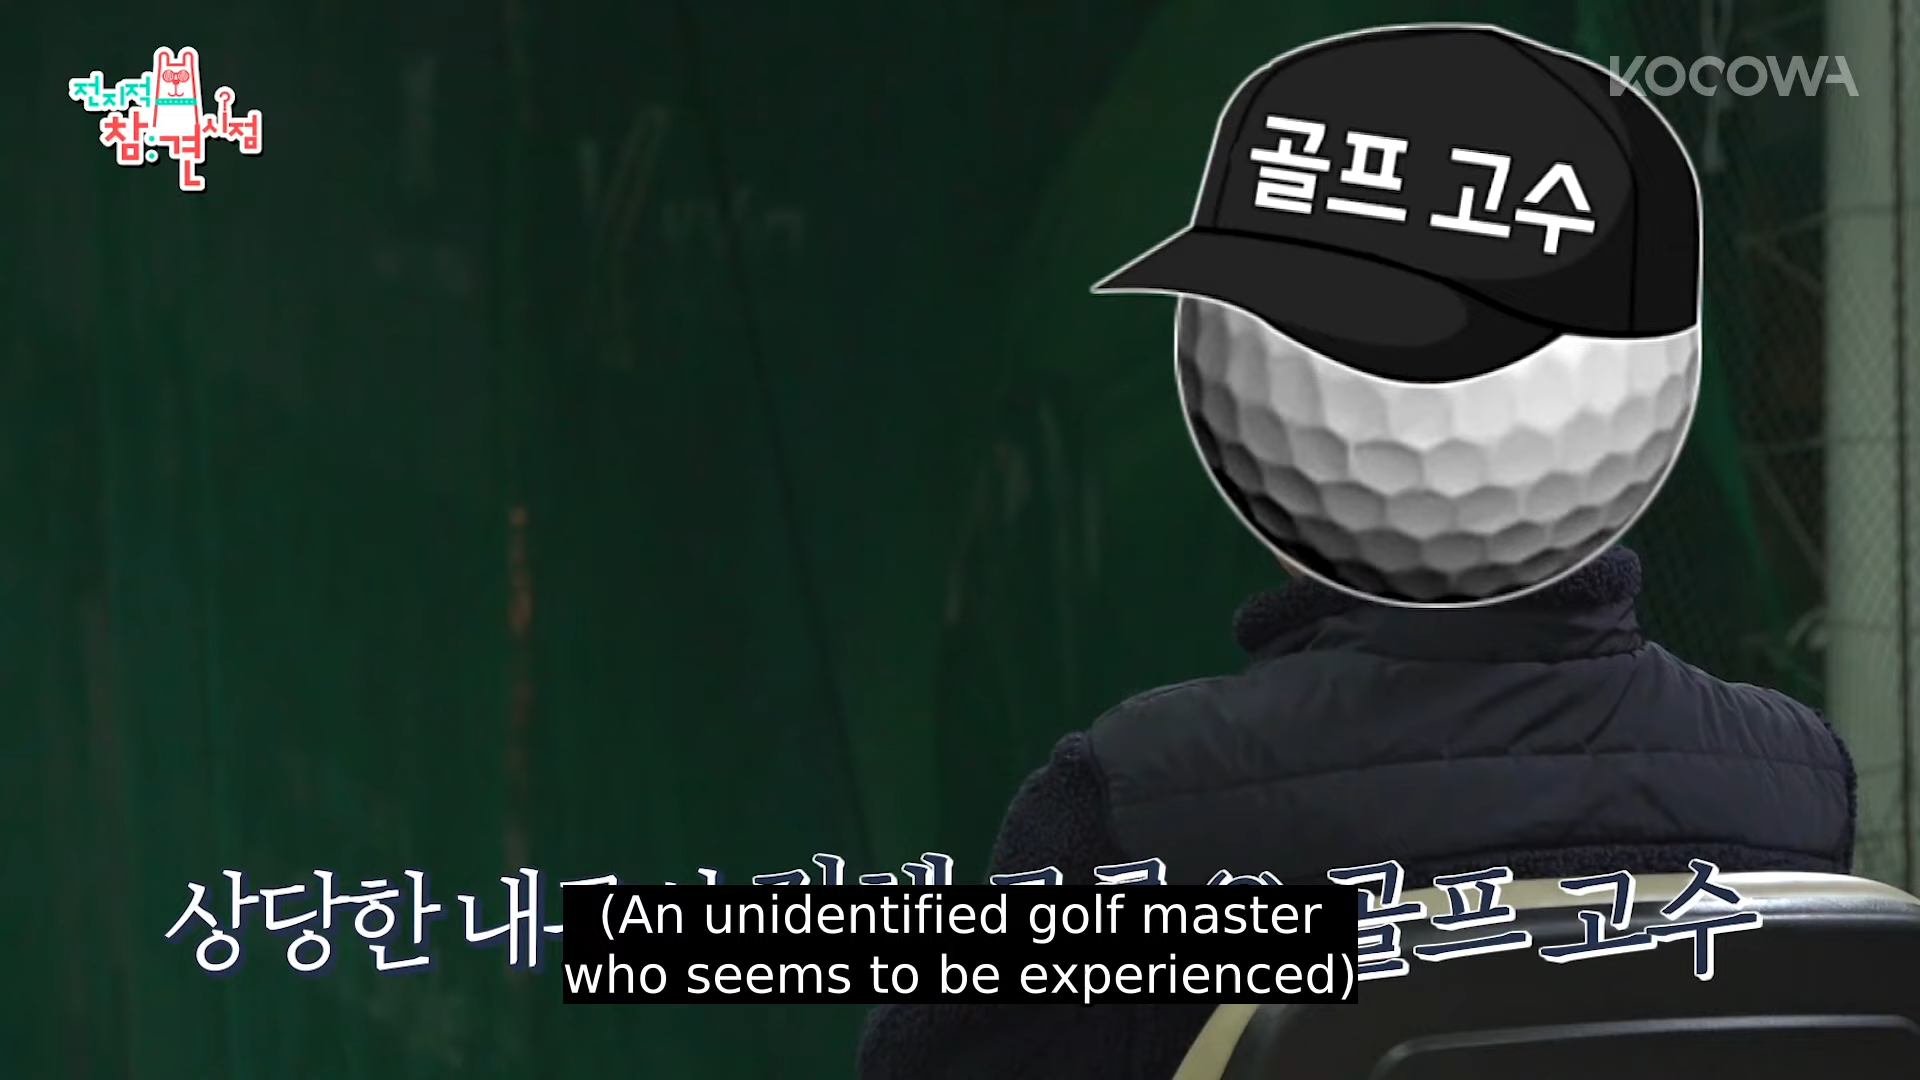 전지적
참견 시점
KOCOWA
골프 고수
상당한 골프 고수
(An unidentified golf master
who seems to be experienced)